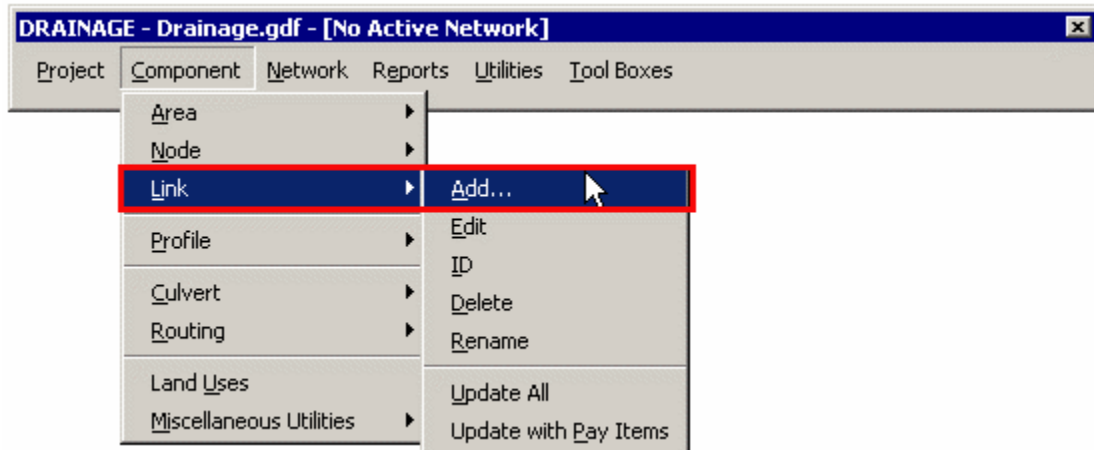 DRAINAGE - Drainage.gdf - [No Active Network]
Project Component Network Reports Utilities Tool Boxes
Area
Node
Link
Profile
Culvert
Routing
Land Uses
Miscellaneous Utilities
Add...
Edit
ID
Delete
Rename
Update All
Update with Pay Items